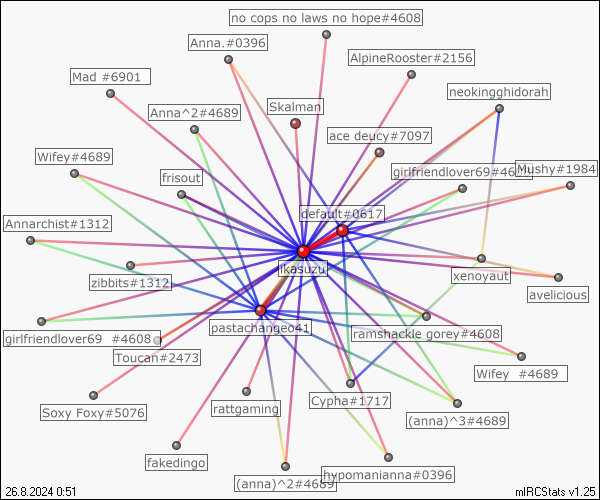 no cops no laws no hope#4608
Anna.#0396
AlpineRooster#2156
Mad #6901
neokingghidorah
Skalman
Anna^2#4689
ace deucy#7097
Wifey#4689
girlfriendlover69#4
Mushy#1984
frisout
default#0617
Annarchist#1312
jkasuzu
xenoyaut
zibbits#1312
avelicious
pastachanged41
ramshackle gorey#4608
girlfriendlover69 #4608
Toucan#2473
Wifey #4689
Soxy Foxy#5076
rattgaming
Cypha#1717
(anna)^3#4689
fakedingo
hypomanianna#0396
(anna)^2#4689
26.8.2024 0:51
mIRCStats v1.25